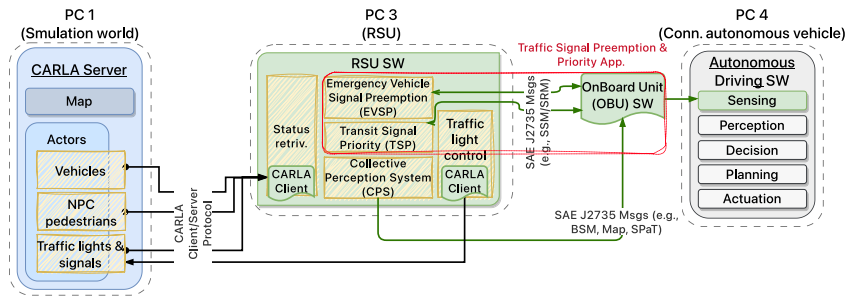 PC 1
(Smulation world)
CARLA Server
Map
Actors
Vehicles
NPC
pedestrians
Traffic lights &
signals
CARLA
Client/Server
Protocol
PC 3
(RSU)
RSU SW
Status
retriv.
CARLA
Client
Emergency Vehicle
Signal Preemption
(EVSP)
Transit Signal
Priority (TSP)
Collective
Perception System
(CPS)
Traffic
light
control
CARLA
Client
Traffic Signal Preemption &
Priority App.
SAE J2735 Msgs
(e.g., SSM/SRM)
OnBoard Unit
(OBU) SW
SAE J2735 Msgs (e.g.,
BSM, Map, SPaT)
PC 4
(Conn. autonomous vehicle)
Autonomous
Driving SW
Sensing
Perception
Decision
Planning
Actuation